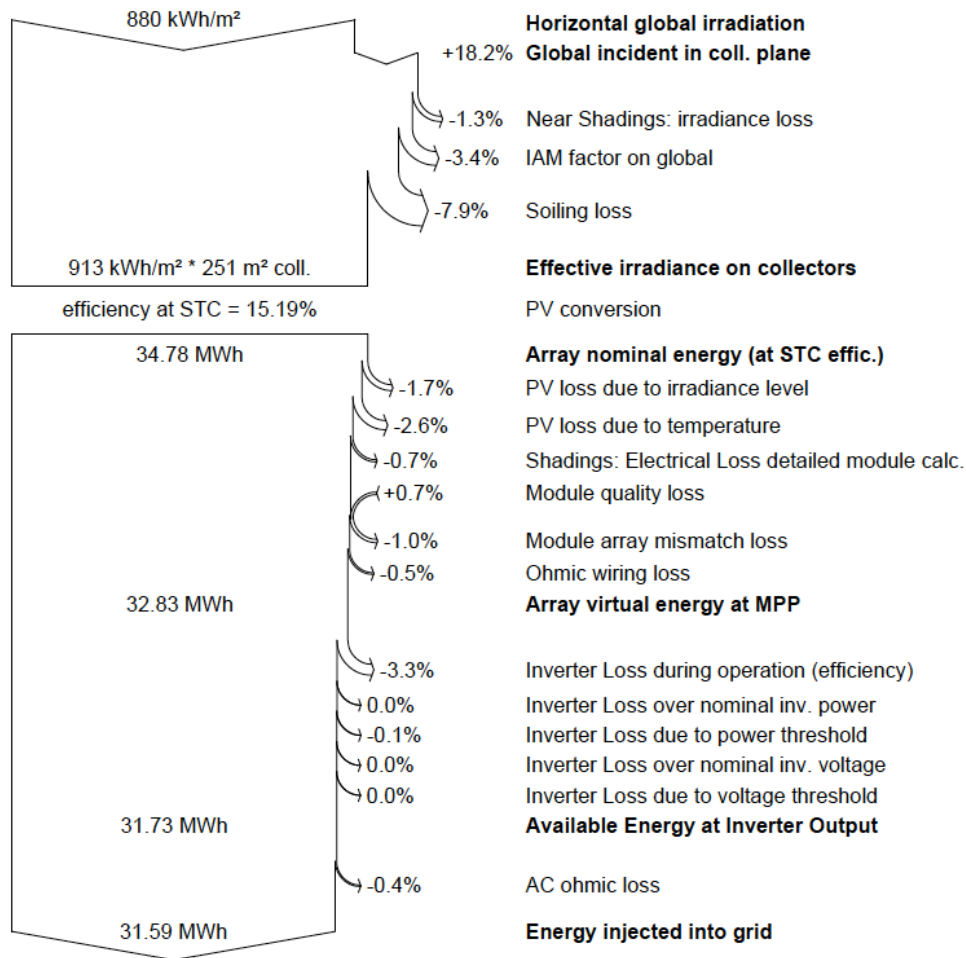 880 kWh/m² Horizontal global irradiation
+18.2% Global incident in coll. plane
-1.3% Near Shadings: irradiance loss
-3.4% IAM factor on global
-7.9% Soiling loss
913 kWh/m² * 251 m² coll. Effective irradiance on collectors
efficiency at STC = 15.19% PV conversion
34.78 MWh Array nominal energy (at STC effic.)
-1.7% PV loss due to irradiance level
-2.6% PV loss due to temperature
-0.7% Shadings: Electrical Loss detailed module calc.
+0.7% Module quality loss
-1.0% Module array mismatch loss
-0.5% Ohmic wiring loss
32.83 MWh Array virtual energy at MPP
-3.3% Inverter Loss during operation (efficiency)
0.0% Inverter Loss over nominal inv. power
-0.1% Inverter Loss due to power threshold
0.0% Inverter Loss over nominal inv. voltage
0.0% Inverter Loss due to voltage threshold
31.73 MWh Available Energy at Inverter Output
-0.4% AC ohmic loss
31.59 MWh Energy injected into grid